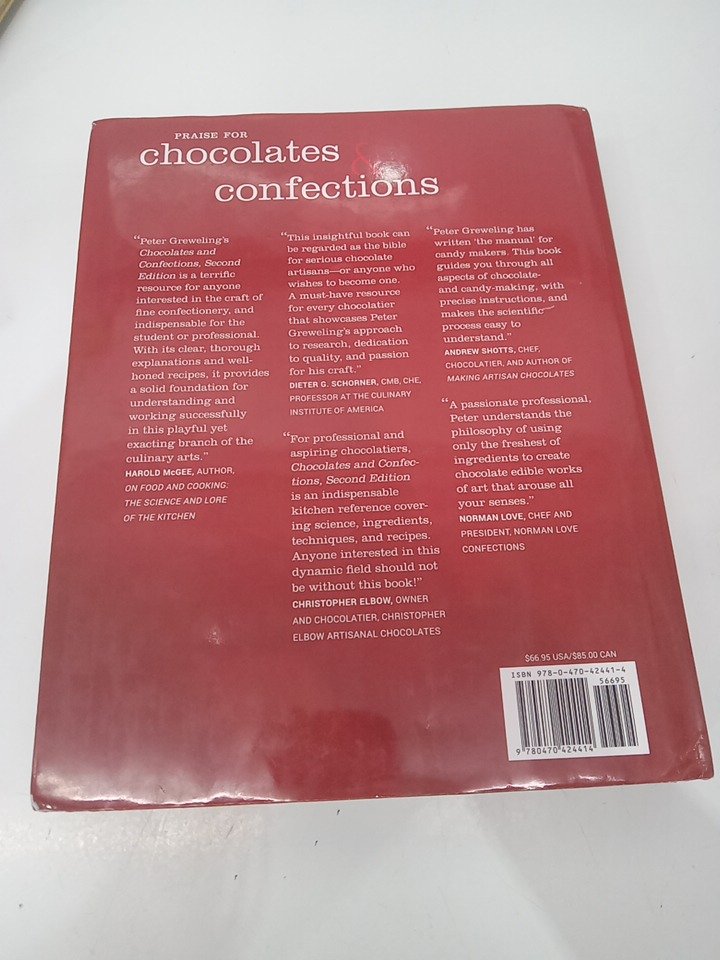 PRAISE FOR
chocolates &
confections
“Peter Greweling's
Chocolates and
Confections, Second
Edition is a terrific
resource for anyone
interested in the craft of
fine confectionery, and
indispensable for the
student or professional.
With its clear, thorough
explanations and well-
honed recipes, it provides
a solid foundation for
understanding and
working successfully
in this playful yet
exacting branch of the
culinary arts.”
HAROLD McGEE, AUTHOR,
ON FOOD AND COOKING:
THE SCIENCE AND LORE
OF THE KITCHEN
“This insightful book can
be regarded as the bible
for serious chocolate
artisans—or anyone who
wishes to become one.
A must-have resource
for every chocolatier
that showcases Peter
Greweling's approach
to research, dedication
to quality, and passion
for his craft.”
DIETER G. SCHORNER, CMB, CHE,
PROFESSOR AT THE CULINARY
INSTITUTE OF AMERICA
“For professional and
aspiring chocolatiers,
Chocolates and Confec-
tions, Second Edition
is an indispensable
kitchen reference cover-
ing science, ingredients,
techniques, and recipes.
Anyone interested in this
dynamic field should not
be without this book!”
CHRISTOPHER ELBOW, OWNER
AND CHOCOLATIER, CHRISTOPHER
ELBOW ARTISANAL CHOCOLATES
“Peter Greweling has
written 'the manual' for
candy makers. This book
guides you through all
aspects of chocolate-
and candy-making, with
precise instructions, and
makes the scientific
process easy to
understand.”
ANDREW SHOTTS, CHEF,
CHOCOLATIER, AND AUTHOR OF
MAKING ARTISAN CHOCOLATES
“A passionate professional,
Peter understands the
philosophy of using
only the freshest of
ingredients to create
chocolate edible works
of art that arouse all
your senses.”
NORMAN LOVE, CHEF AND
PRESIDENT, NORMAN LOVE
CONFECTIONS
$66.95 USA/$85.00 CAN
ISBN 978-0-470-42441-4
56695
9 780470 424414